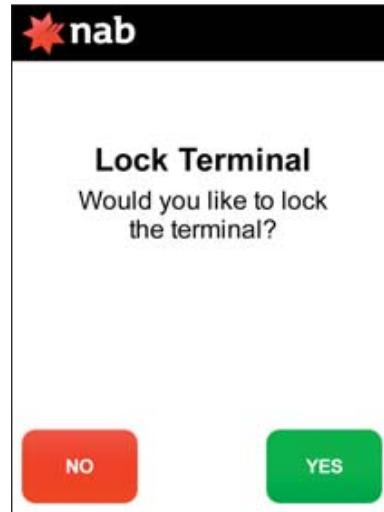 nab
Lock Terminal
Would you like to lock
the terminal?
NO
YES